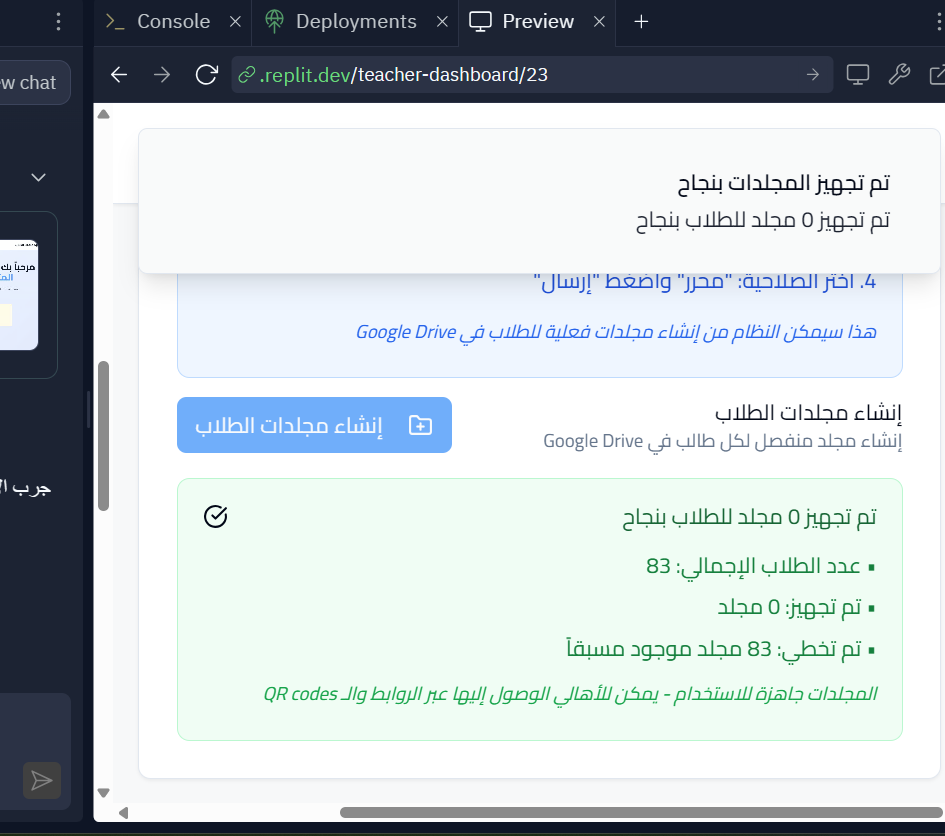 Console
Deployments
Preview
w chat
.replit.dev/teacher-dashboard/23
تم تجهيز المجلدات بنجاح
تم تجهيز 0 مجلد للطلاب بنجاح
مرحباً بك
4. اختر الصلاحية: "محرر" واضغط "إرسال"
هذا سيمكن النظام من إنشاء مجلدات فعلية للطلاب في Google Drive
إنشاء مجلدات الطلاب
إنشاء مجلد منفصل لكل طالب في Google Drive
إنشاء مجلدات الطلاب
تم تجهيز 0 مجلد للطلاب بنجاح
▪ عدد الطلاب الإجمالي: 83
▪ تم تجهيز: 0 مجلد
▪ تم تخطي: 83 مجلد موجود مسبقاً
المجلدات جاهزة للاستخدام - يمكن للأهالي الوصول إليها عبر الروابط والـ QR codes
جرب ال